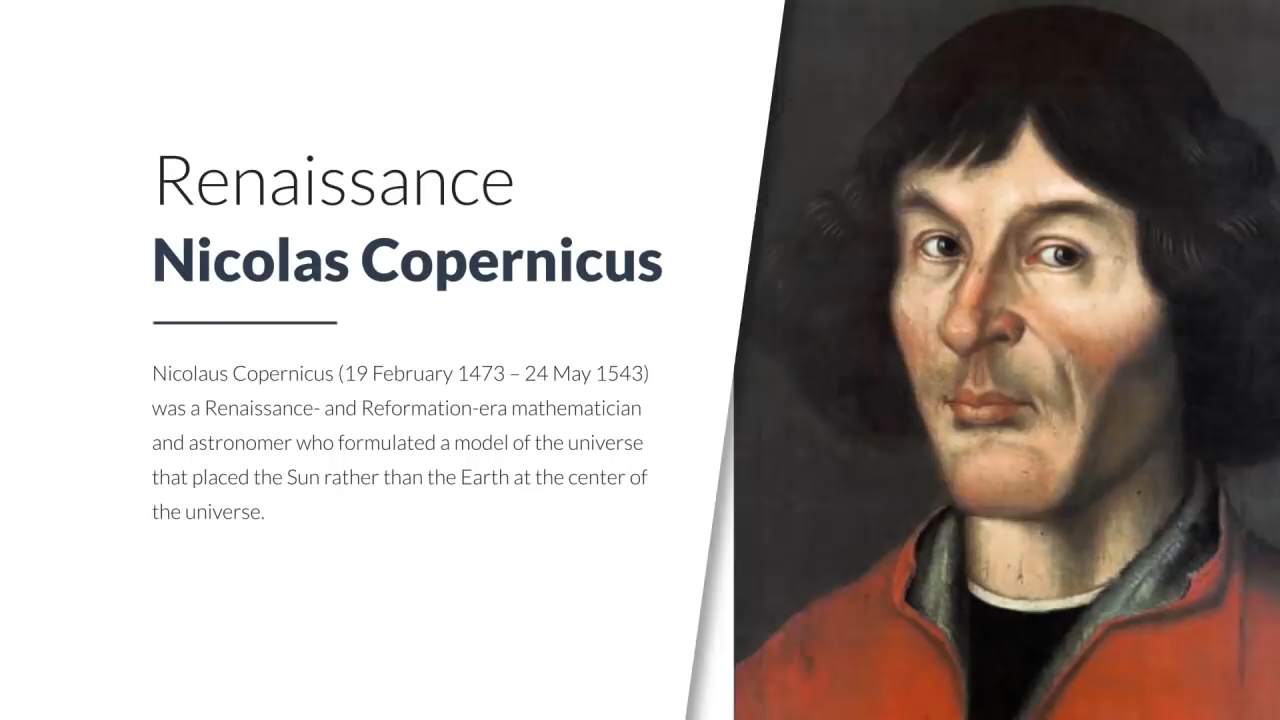 Renaissance
Nicolas Copernicus
Nicolaus Copernicus (19 February 1473 – 24 May 1543)
was a Renaissance- and Reformation-era mathematician
and astronomer who formulated a model of the universe
that placed the Sun rather than the Earth at the center of
the universe.